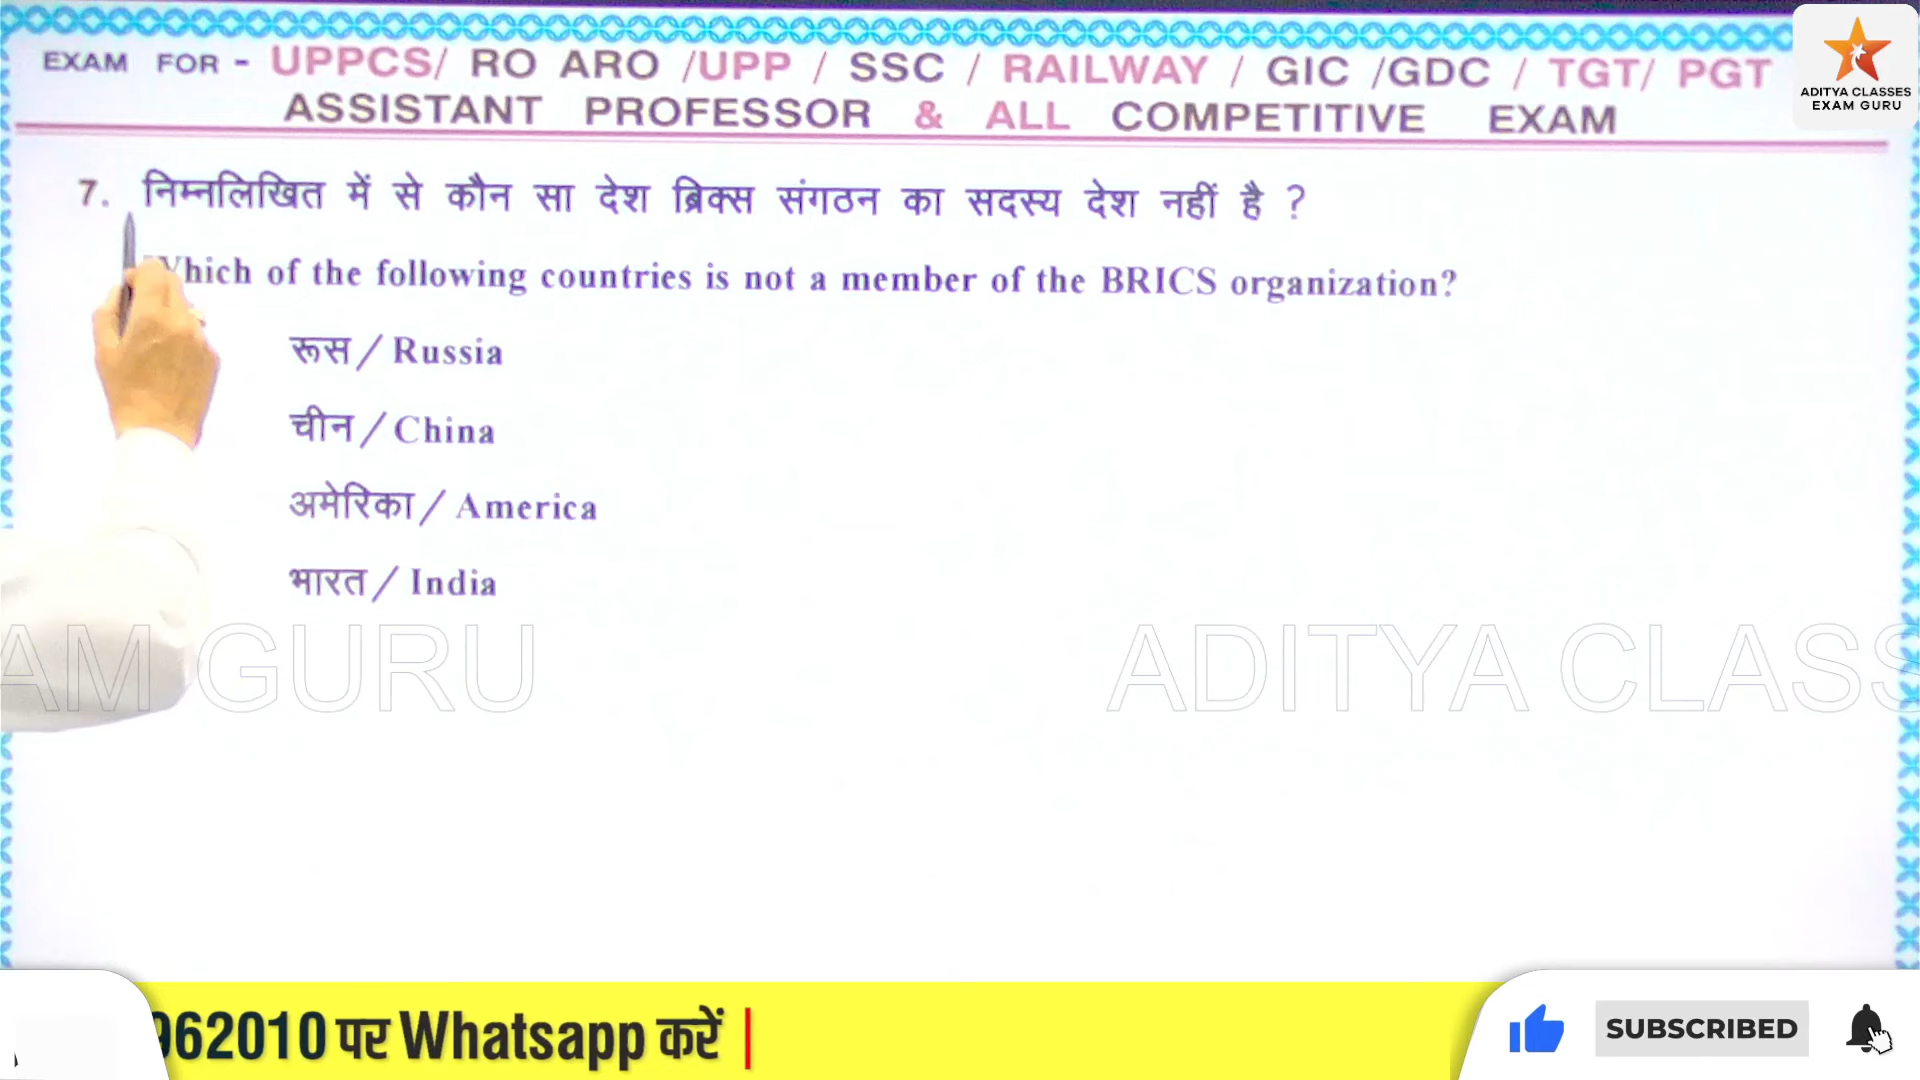 EXAM FOR - UPPCS/ RO ARO /UPP / SSC / RAILWAY / GIC /GDC / TGT/ PGT
ASSISTANT PROFESSOR & ALL COMPETITIVE EXAM
ADITYA CLASSES
EXAM GURU
7. निम्नलिखित में से कौन सा देश ब्रिक्स संगठन का सदस्य देश नहीं है ?
Which of the following countries is not a member of the BRICS organization?
रूस / Russia
चीन / China
अमेरिका / America
भारत / India
AM GURU ADITYA CLASS
962010 पर Whatsapp करें |
SUBSCRIBED